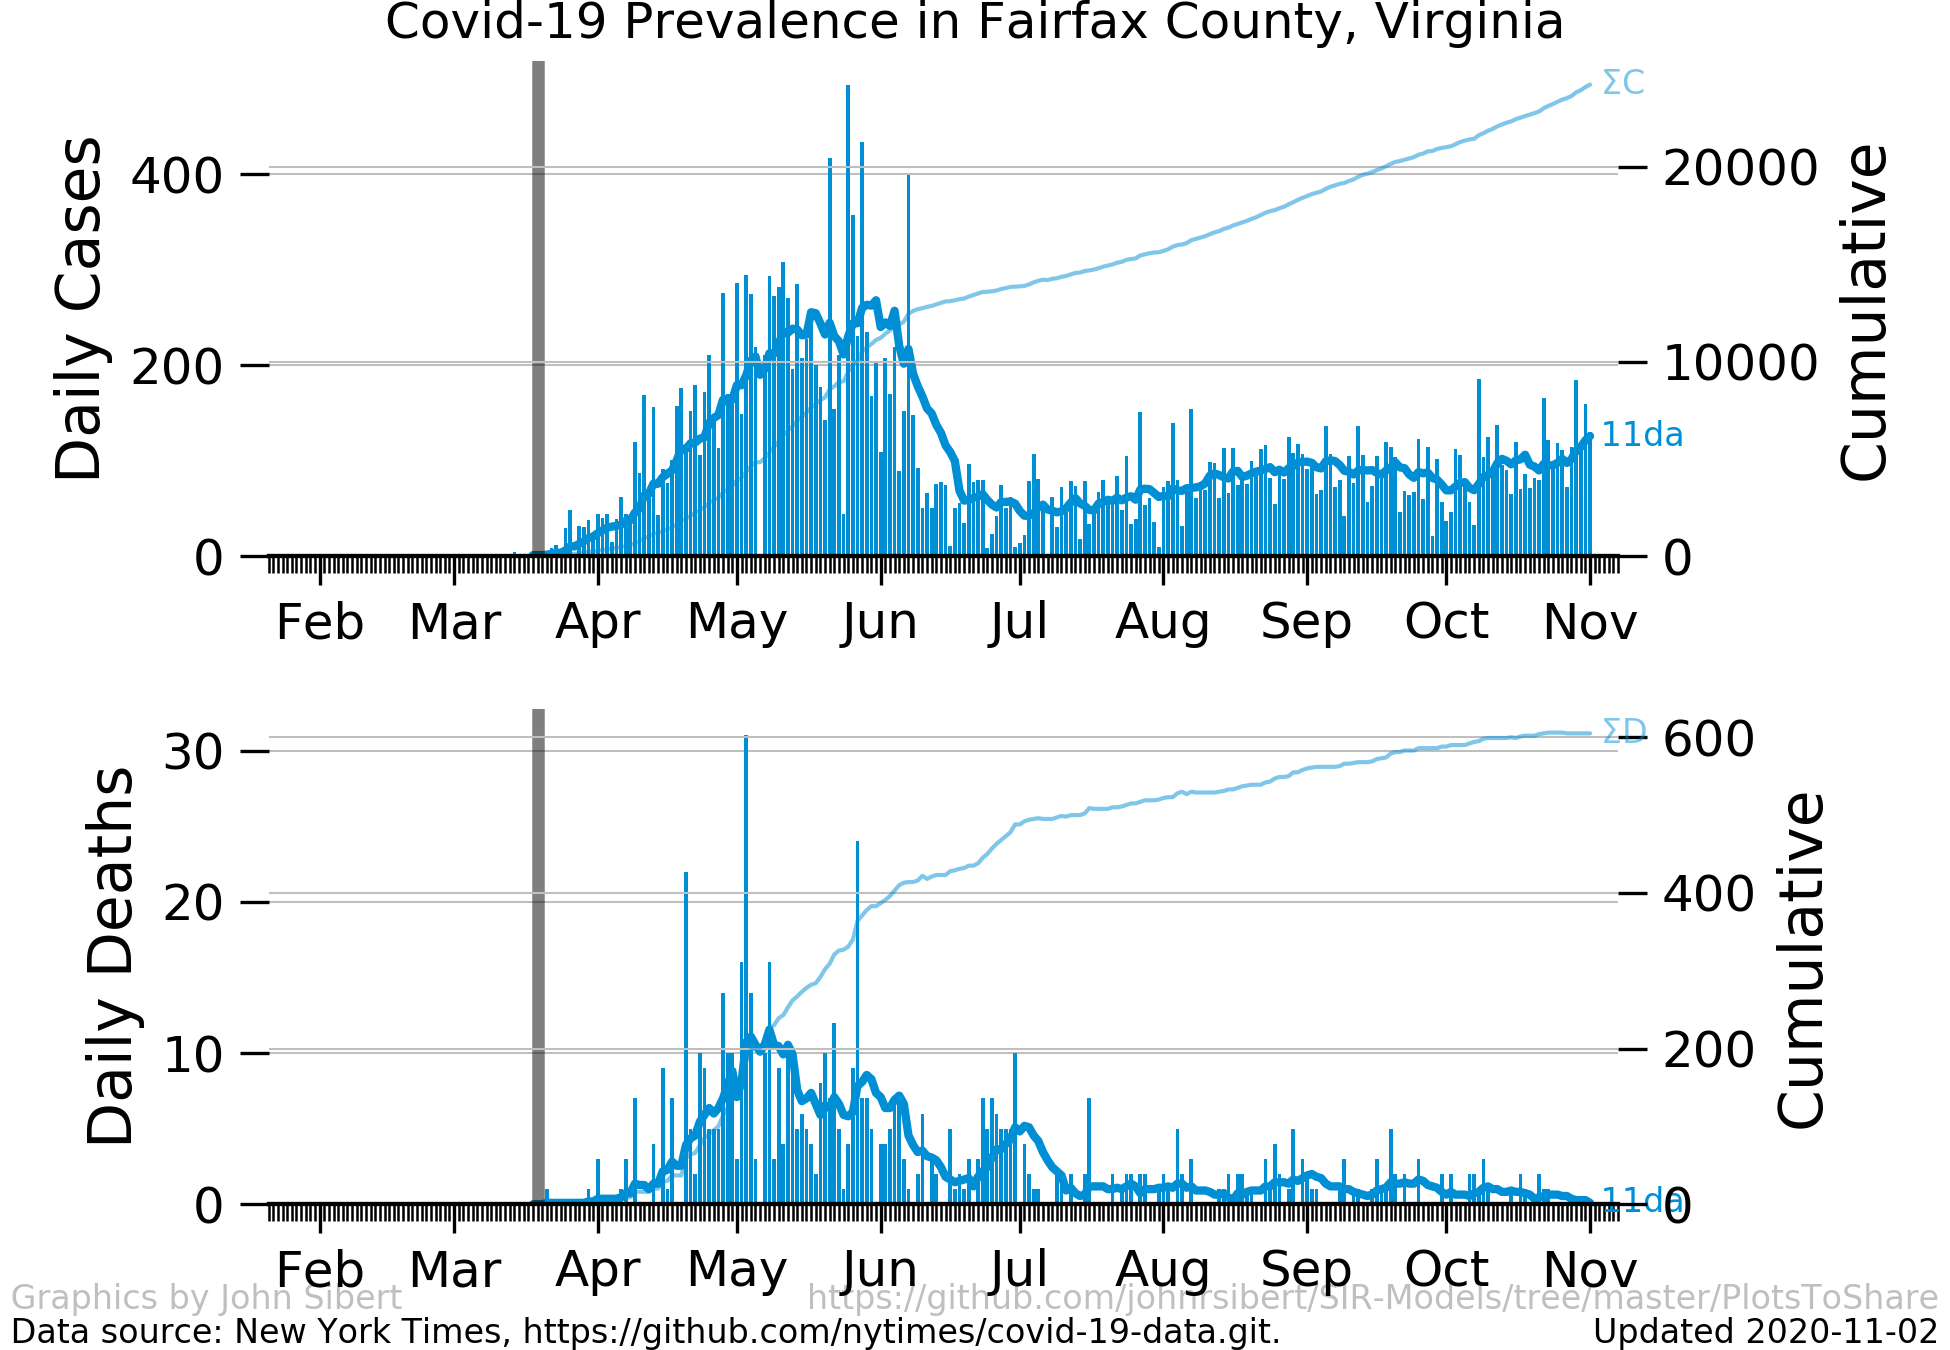 Covid-19 Prevalence in Fairfax County, Virginia
Daily Cases
400
200
0
ΣC
11da
20000
10000
0
Cumulative
Feb Mar Apr May Jun Jul Aug Sep Oct Nov
Daily Deaths
30
20
10
0
ΣD
11da
600
400
200
0
Cumulative
Feb Mar Apr May Jun Jul Aug Sep Oct Nov
Graphics by John Sibert https://github.com/johnrsibert/SIR-Models/tree/master/PlotsToShare
Data source: New York Times, https://github.com/nytimes/covid-19-data.git. Updated 2020-11-02